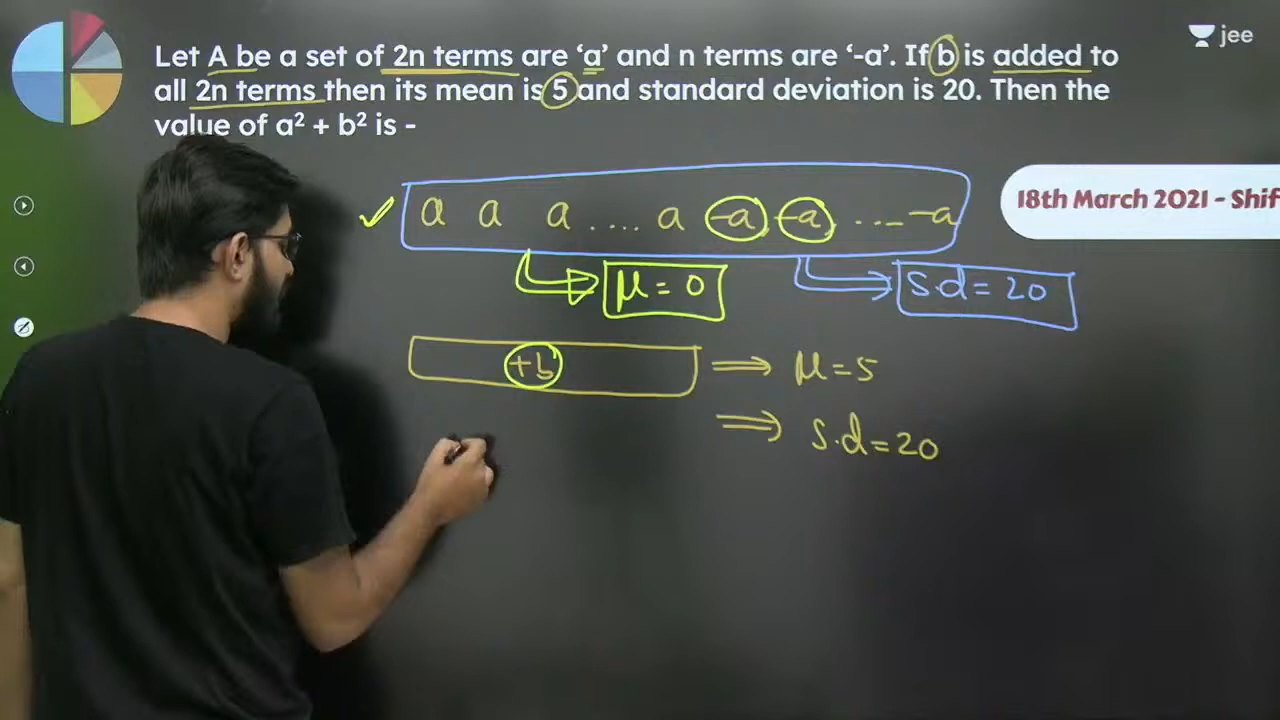 jee
Let A be a set of 2n terms are ‘a’ and n terms are ‘-a’. If b is added to
all 2n terms then its mean is 5 and standard deviation is 20. Then the
value of a² + b² is -
18th March 2021 - Shif
a a a .... a -a -a .... -a
μ = 0
S.d = 20
+b
μ = 5
S.d = 20